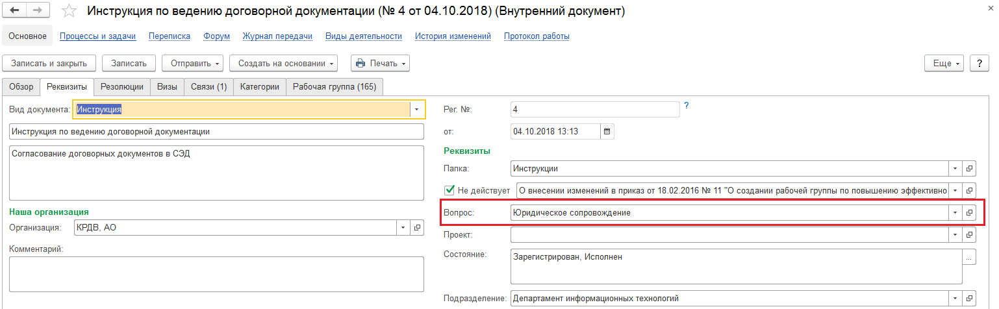 Инструкция по ведению договорной документации (№ 4 от 04.10.2018) (Внутренний документ)
Основное Процессы и задачи Переписка Форум Журнал передачи Виды деятельности История изменений Протокол работы
Записать и закрыть Записать Отправить Создать на основании Печать Еще ?
Обзор Реквизиты Резолюции Визы Связи (1) Категории Рабочая группа (165)
Вид документа: Инструкция
Инструкция по ведению договорной документации
Согласование договорных документов в СЭД
Наша организация
Организация: КРДВ, АО
Комментарий:
Рег. №: 4 ?
от: 04.10.2018 13:13
Реквизиты
Папка: Инструкции
Не действует О внесении изменений в приказ от 18.02.2016 № 11 "О создании рабочей группы по повышению эффективно
Вопрос: Юридическое сопровождение
Проект:
Состояние: Зарегистрирован, Исполнен ...
Подразделение: Департамент информационных технологий